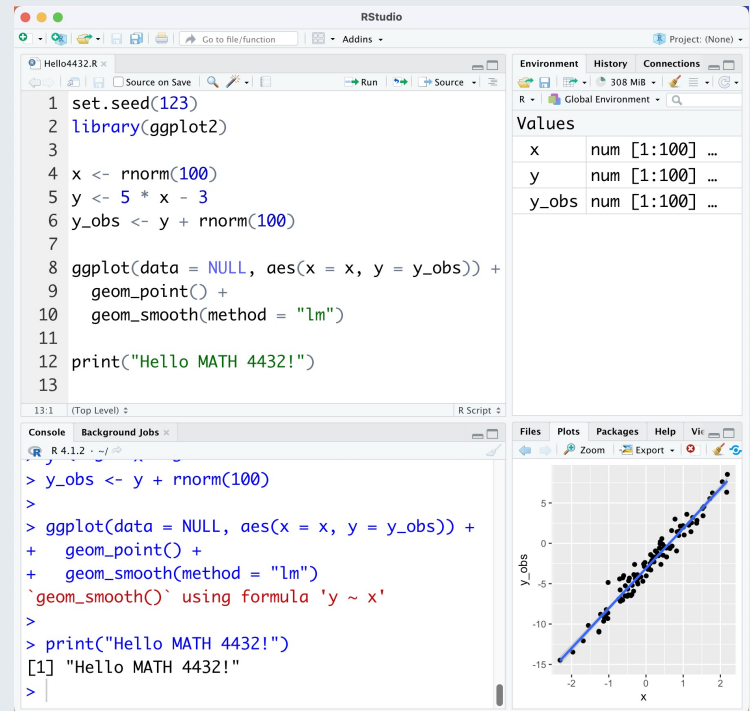 RStudio
Go to file/function
Addins
Project: (None)
Hello4432.R
Source on Save
Run
Source
1 set.seed(123)
2 library(ggplot2)
3
4 x <- rnorm(100)
5 y <- 5 * x - 3
6 y_obs <- y + rnorm(100)
7
8 ggplot(data = NULL, aes(x = x, y = y_obs)) +
9   geom_point() +
10   geom_smooth(method = "lm")
11
12 print("Hello MATH 4432!")
13
13:1 (Top Level) R Script
Environment History Connections
308 MiB
R Global Environment
Values
x num [1:100] …
y num [1:100] …
y_obs num [1:100] …
Console Background Jobs
R 4.1.2 · ~/
> y_obs <- y + rnorm(100)
>
> ggplot(data = NULL, aes(x = x, y = y_obs)) +
+   geom_point() +
+   geom_smooth(method = "lm")
`geom_smooth()` using formula 'y ~ x'
>
> print("Hello MATH 4432!")
[1] "Hello MATH 4432!"
>
Files Plots Packages Help
Zoom Export
5
0
-5
-10
-15
y_obs
-2 -1 0 1 2
x